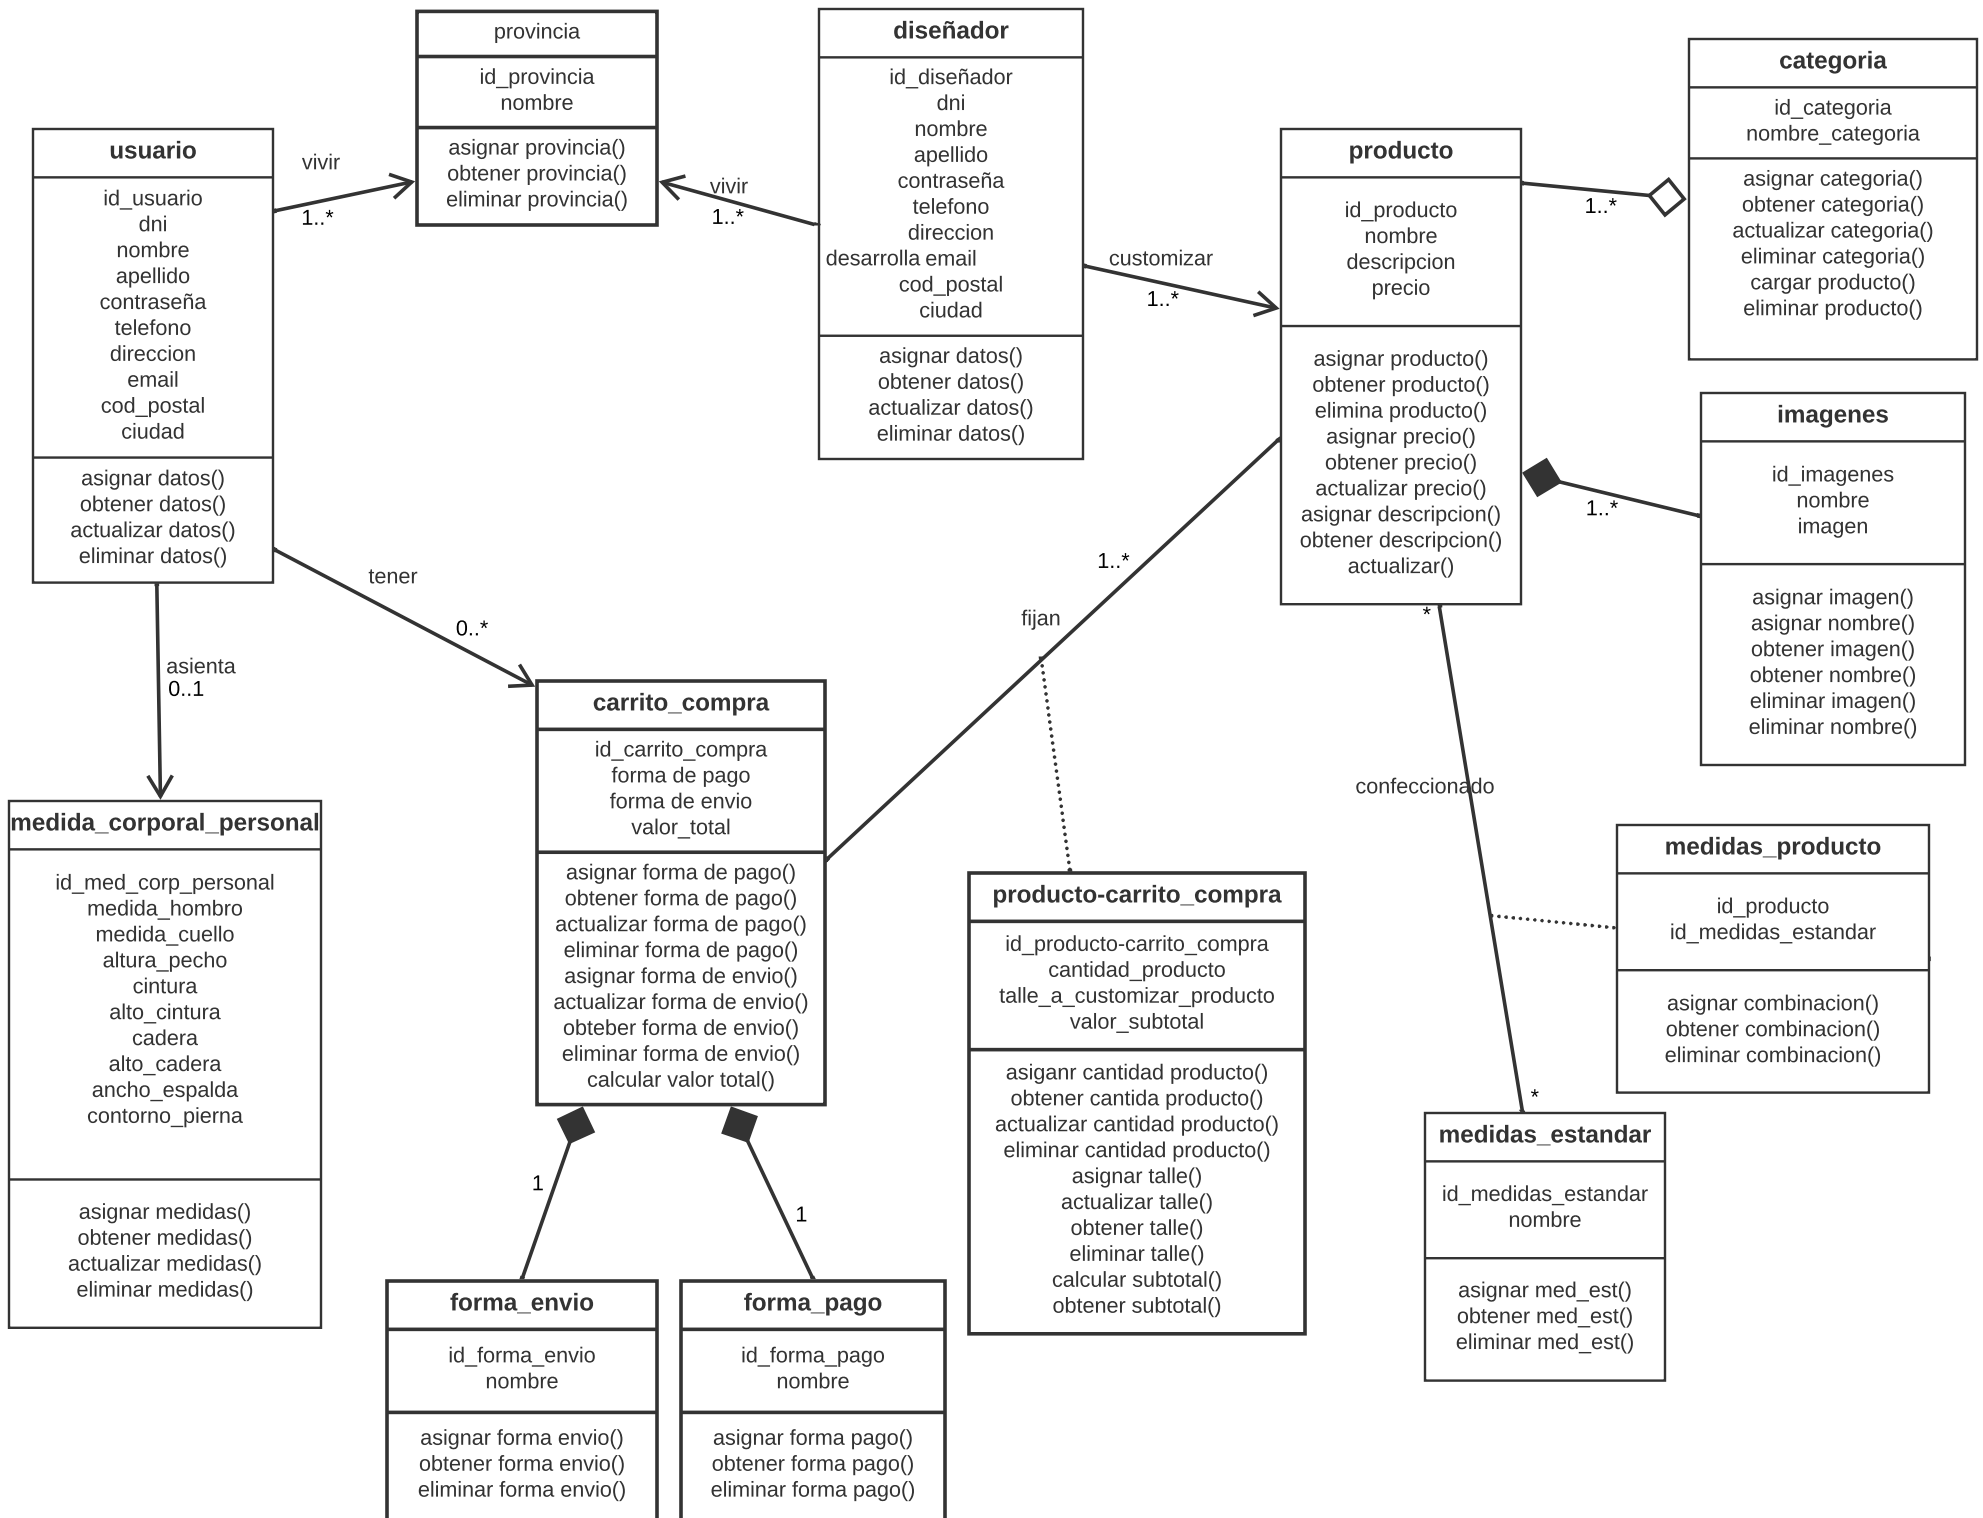 provincia
id_provincia
nombre
asignar provincia()
obtener provincia()
eliminar provincia()
diseñador
id_diseñador
dni
nombre
apellido
contraseña
telefono
direccion
desarrolla email
cod_postal
ciudad
asignar datos()
obtener datos()
actualizar datos()
eliminar datos()
categoria
id_categoria
nombre_categoria
asignar categoria()
obtener categoria()
actualizar categoria()
eliminar categoria()
cargar producto()
eliminar producto()
usuario
id_usuario
dni
nombre
apellido
contraseña
telefono
direccion
email
cod_postal
ciudad
asignar datos()
obtener datos()
actualizar datos()
eliminar datos()
vivir
1..*
vivir
1..*
customizar
1..*
producto
id_producto
nombre
descripcion
precio
asignar producto()
obtener producto()
elimina producto()
asignar precio()
obtener precio()
actualizar precio()
asignar descripcion()
obtener descripcion()
actualizar()
1..*
imagenes
id_imagenes
nombre
imagen
asignar imagen()
asignar nombre()
obtener imagen()
obtener nombre()
eliminar imagen()
eliminar nombre()
1..*
tener
0..*
asienta
0..1
1..*
fijan
*
confeccionado
*
medida_corporal_personal
id_med_corp_personal
medida_hombro
medida_cuello
altura_pecho
cintura
alto_cintura
cadera
alto_cadera
ancho_espalda
contorno_pierna
asignar medidas()
obtener medidas()
actualizar medidas()
eliminar medidas()
carrito_compra
id_carrito_compra
forma de pago
forma de envio
valor_total
asignar forma de pago()
obtener forma de pago()
actualizar forma de pago()
eliminar forma de pago()
asignar forma de envio()
actualizar forma de envio()
obteber forma de envio()
eliminar forma de envio()
calcular valor total()
1
1
producto-carrito_compra
id_producto-carrito_compra
cantidad_producto
talle_a_customizar_producto
valor_subtotal
asiganr cantidad producto()
obtener cantida producto()
actualizar cantidad producto()
eliminar cantidad producto()
asignar talle()
actualizar talle()
obtener talle()
eliminar talle()
calcular subtotal()
obtener subtotal()
medidas_producto
id_producto
id_medidas_estandar
asignar combinacion()
obtener combinacion()
eliminar combinacion()
medidas_estandar
id_medidas_estandar
nombre
asignar med_est()
obtener med_est()
eliminar med_est()
forma_envio
id_forma_envio
nombre
asignar forma envio()
obtener forma envio()
eliminar forma envio()
forma_pago
id_forma_pago
nombre
asignar forma pago()
obtener forma pago()
eliminar forma pago()